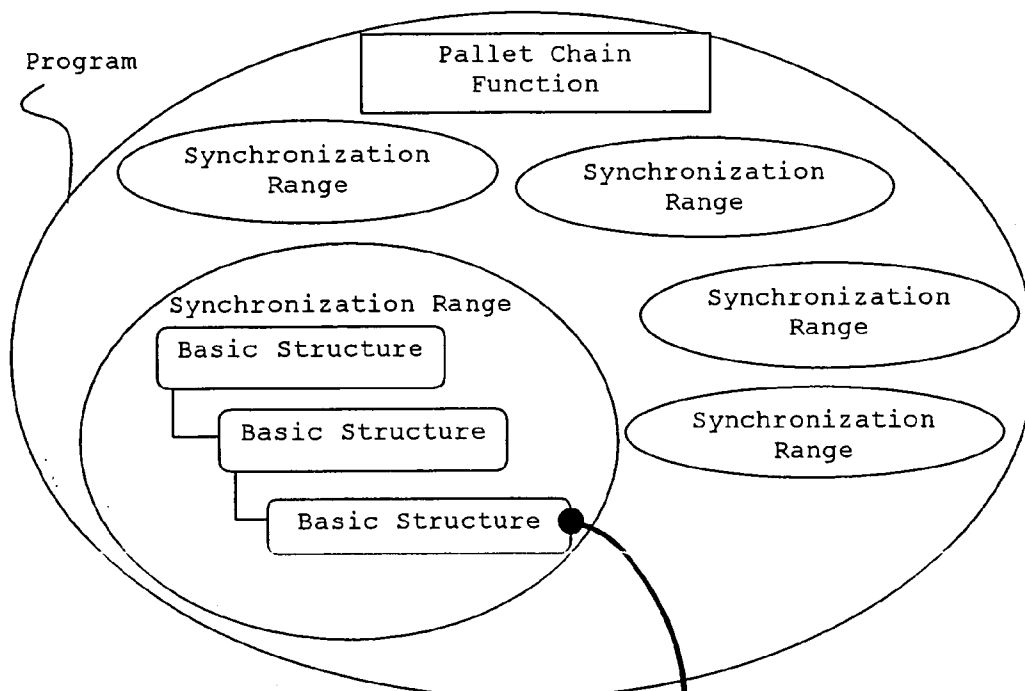 Program
Pallet Chain
Function
Synchronization
Range
Synchronization
Range
Synchronization Range
Basic Structure
Basic Structure
Basic Structure
Synchronization
Range
Synchronization
Range